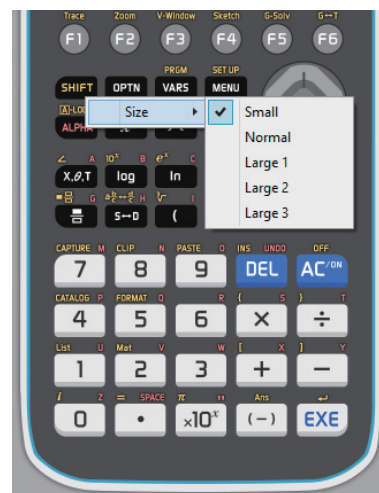 Trace Zoom V-Window Sketch G-Solv G↔T
F1 F2 F3 F4 F5 F6
PRGM SET UP
SHIFT OPTN VARS MENU
Size
Small
Normal
Large 1
Large 2
Large 3
ALPHA
∠ A 10ˣ B eˣ C
X,θ,T log ln
G H I
S↔D (
CAPTURE M CLIP N PASTE O INS UNDO OFF
7 8 9 DEL AC/ON
CATALOG P FORMAT Q R { S } T
4 5 6 × ÷
List U Mat V W [ X ] Y
1 2 3 + −
i Z = SPACE π " Ans ↵
0 • ×10ˣ (−) EXE